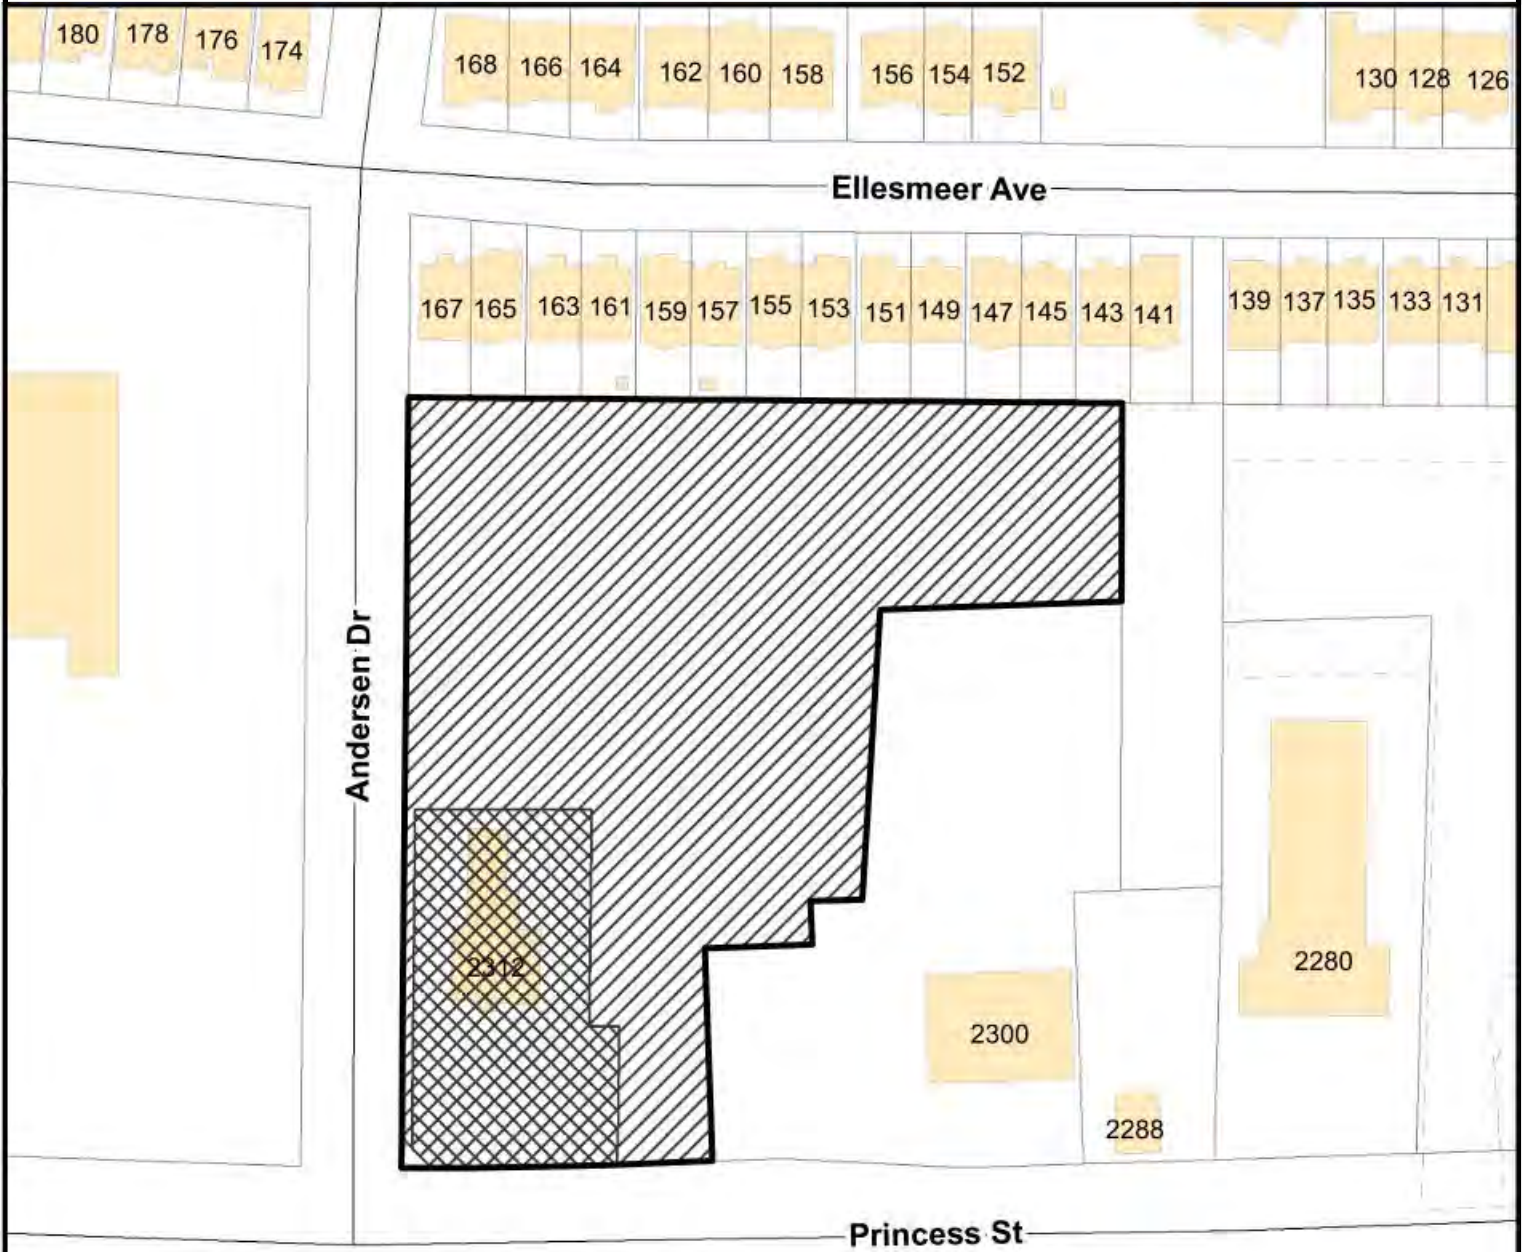 180 178 176 174
168 166 164 162 160 158 156 154 152
130 128 126
Ellesmeer Ave
167 165 163 161 159 157 155 153 151 149 147 145 143 141
139 137 135 133 131
Andersen Dr
2312
2280
2300
2288
Princess St